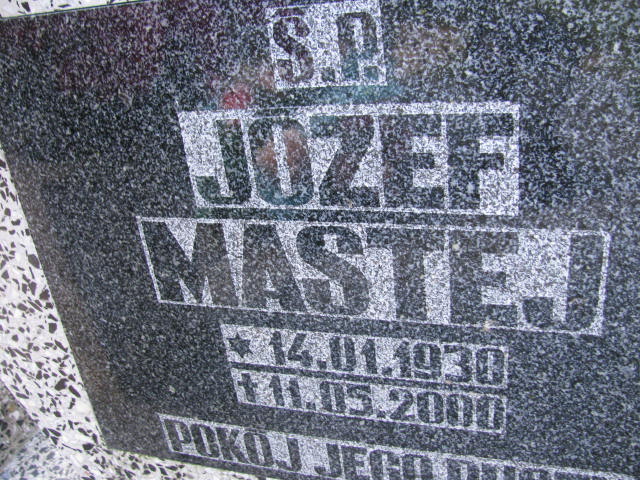 S.P.
JOZEF
MASTEJ
★ 14.01.1930
† 11.05.2000
POKOJ JEGO